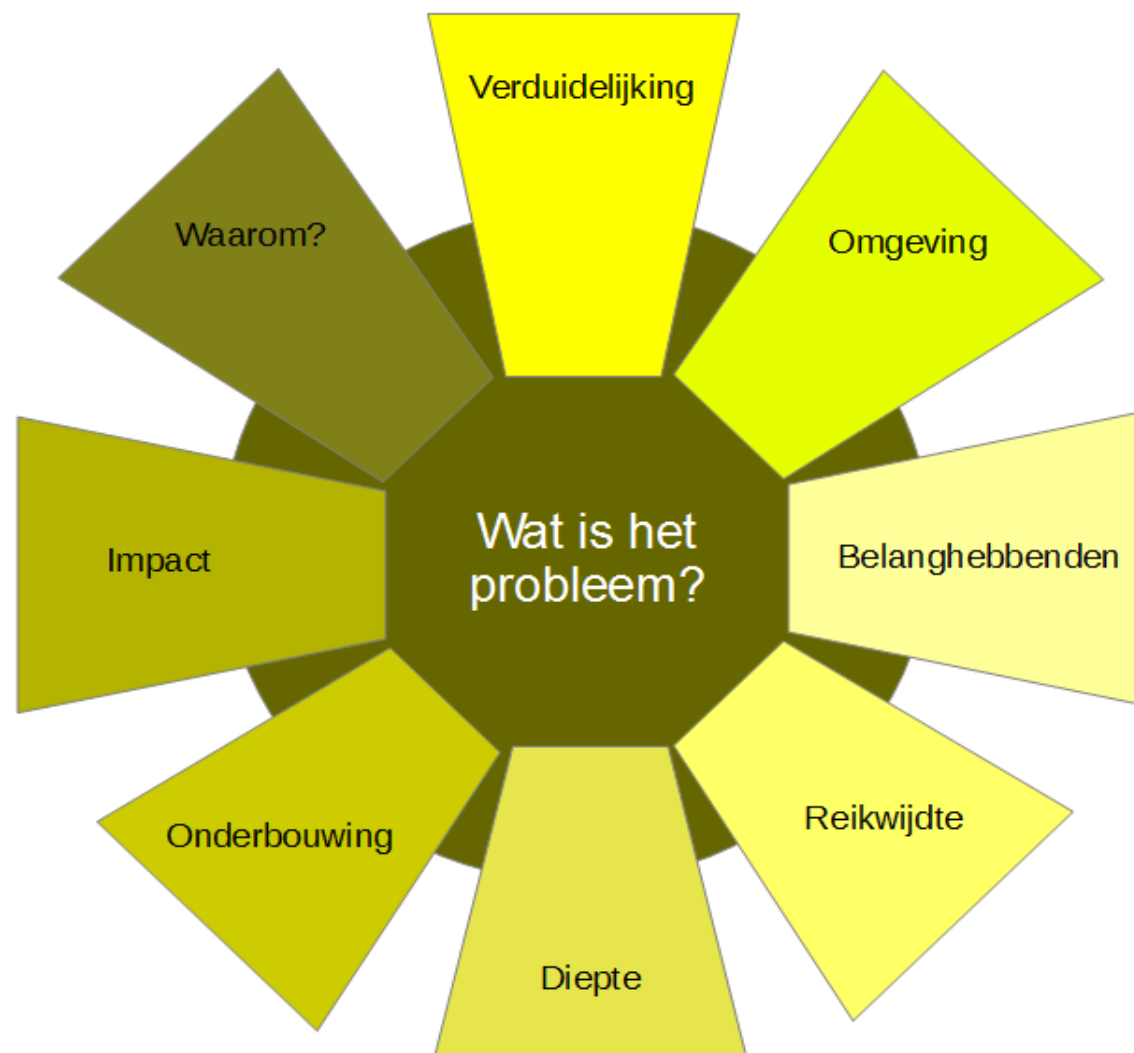 Verduidelijking
Omgeving
Belanghebbenden
Reikwijdte
Diepte
Onderbouwing
Impact
Waarom?
Wat is het
probleem?